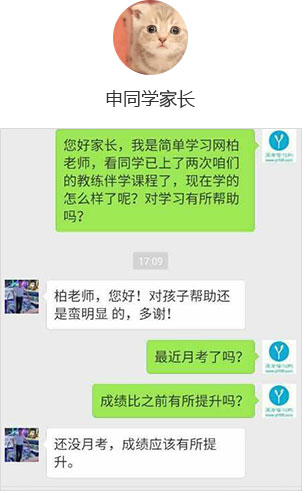 申同学家长
您好家长，我是简单学习网柏
老师，看同学已上了两次咱们
的教练伴学课程了，现在学的
怎么样了呢？对学习有所帮助
吗？
17:09
柏老师，您好！对孩子帮助还
是蛮明显 的，多谢！
最近月考了吗？
成绩比之前有所提升吗？
还没月考，成绩应该有所提
升。